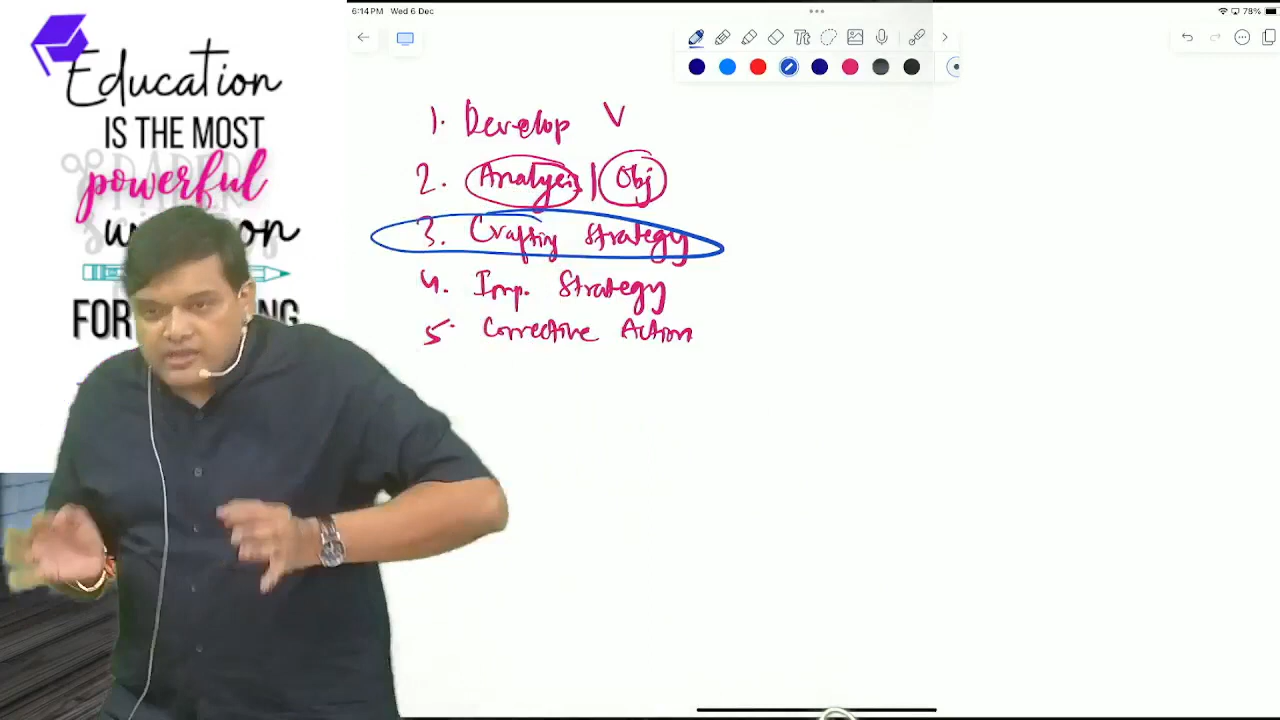 6:14 PM Wed 6 Dec
78%
Education
IS THE MOST
powerful
FOR
Tt
1. Develop V
2. Analysis | Obj
3. Crafting Strategy
4. Imp. Strategy
5. Corrective Action